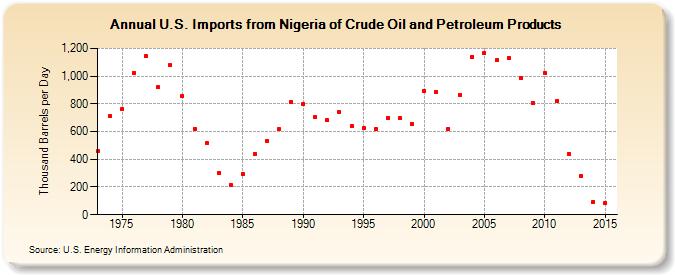 Annual U.S. Imports from Nigeria of Crude Oil and Petroleum Products
Thousand Barrels per Day
1,200
1,000
800
600
400
200
0
1975 1980 1985 1990 1995 2000 2005 2010 2015
Source: U.S. Energy Information Administration